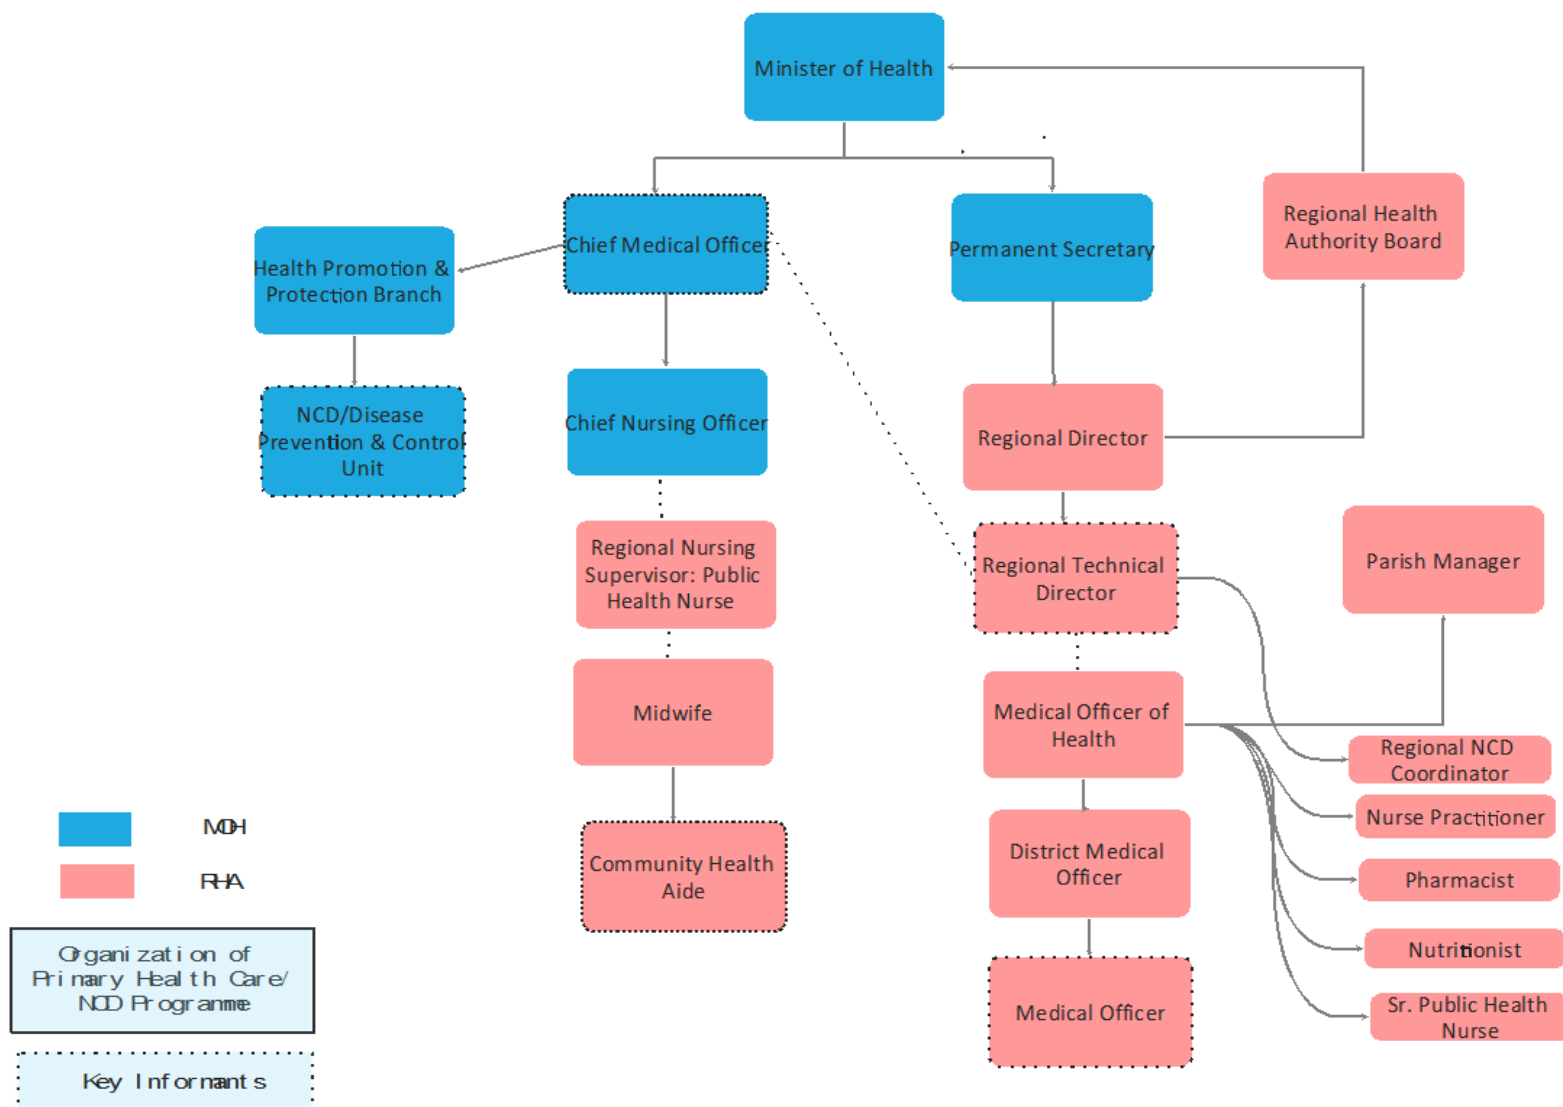 Minister of Health
Regional Health
Authority Board
Chief Medical Officer
Permanent Secretary
Health Promotion &
Protection Branch
NCD/Disease
Prevention & Control
Unit
Chief Nursing Officer
Regional Director
Regional Nursing
Supervisor: Public
Health Nurse
Regional Technical
Director
Parish Manager
Midwife
Medical Officer of
Health
Regional NCD
Coordinator
Nurse Practitioner
Community Health
Aide
District Medical
Officer
Pharmacist
Nutritionist
Medical Officer
Sr. Public Health
Nurse
MOH
RHA
Organization of
Primary Health Care/
NCD Programme
Key Informants